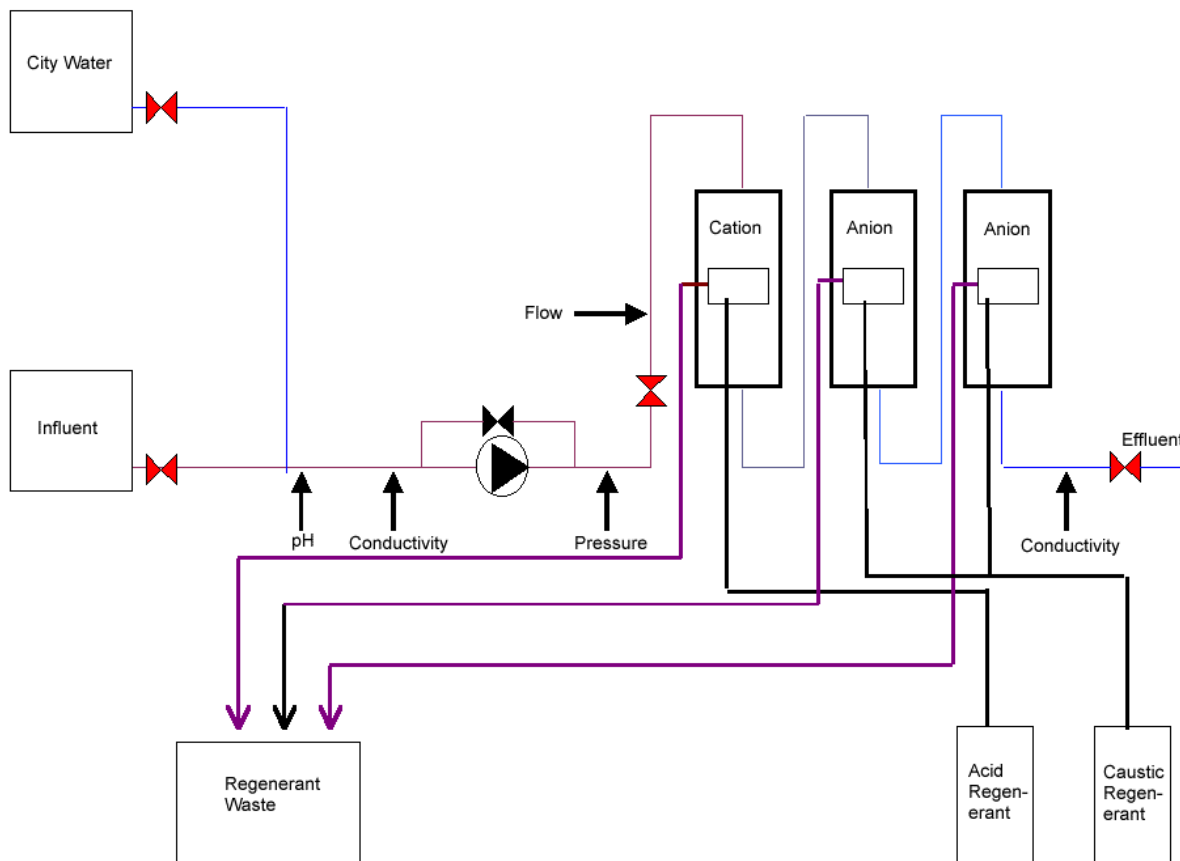 City Water
Cation
Anion
Anion
Flow
Influent
Effluent
pH
Conductivity
Pressure
Conductivity
Regenerant
Waste
Acid
Regen-
erant
Caustic
Regen-
erant